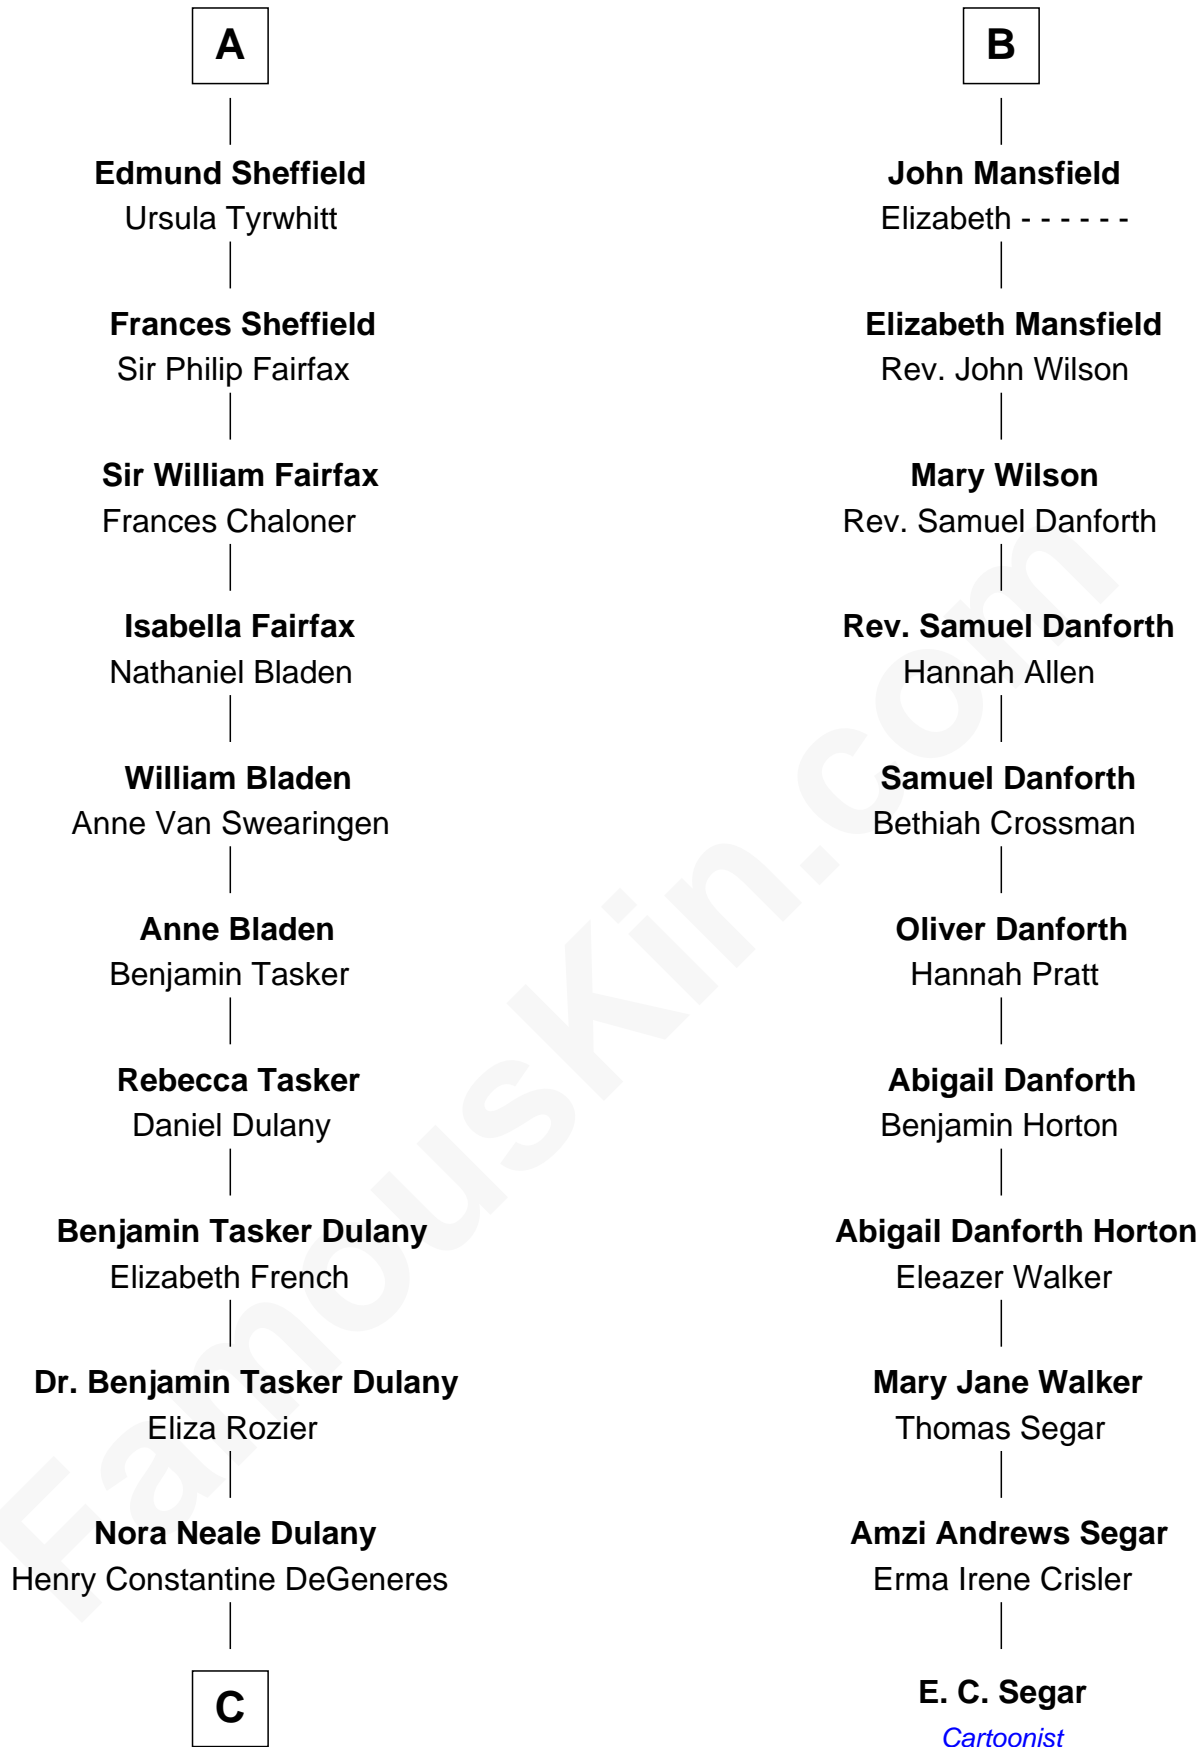 A
Edmund Sheffield
Ursula Tyrwhitt
Frances Sheffield
Sir Philip Fairfax
Sir William Fairfax
Frances Chaloner
Isabella Fairfax
Nathaniel Bladen
William Bladen
Anne Van Swearingen
Anne Bladen
Benjamin Tasker
Rebecca Tasker
Daniel Dulany
Benjamin Tasker Dulany
Elizabeth French
Dr. Benjamin Tasker Dulany
Eliza Rozier
Nora Neale Dulany
Henry Constantine DeGeneres
C
B
John Mansfield
Elizabeth - - - - - -
Elizabeth Mansfield
Rev. John Wilson
Mary Wilson
Rev. Samuel Danforth
Rev. Samuel Danforth
Hannah Allen
Samuel Danforth
Bethiah Crossman
Oliver Danforth
Hannah Pratt
Abigail Danforth
Benjamin Horton
Abigail Danforth Horton
Eleazer Walker
Mary Jane Walker
Thomas Segar
Amzi Andrews Segar
Erma Irene Crisler
E. C. Segar
Cartoonist
FamousKin.com